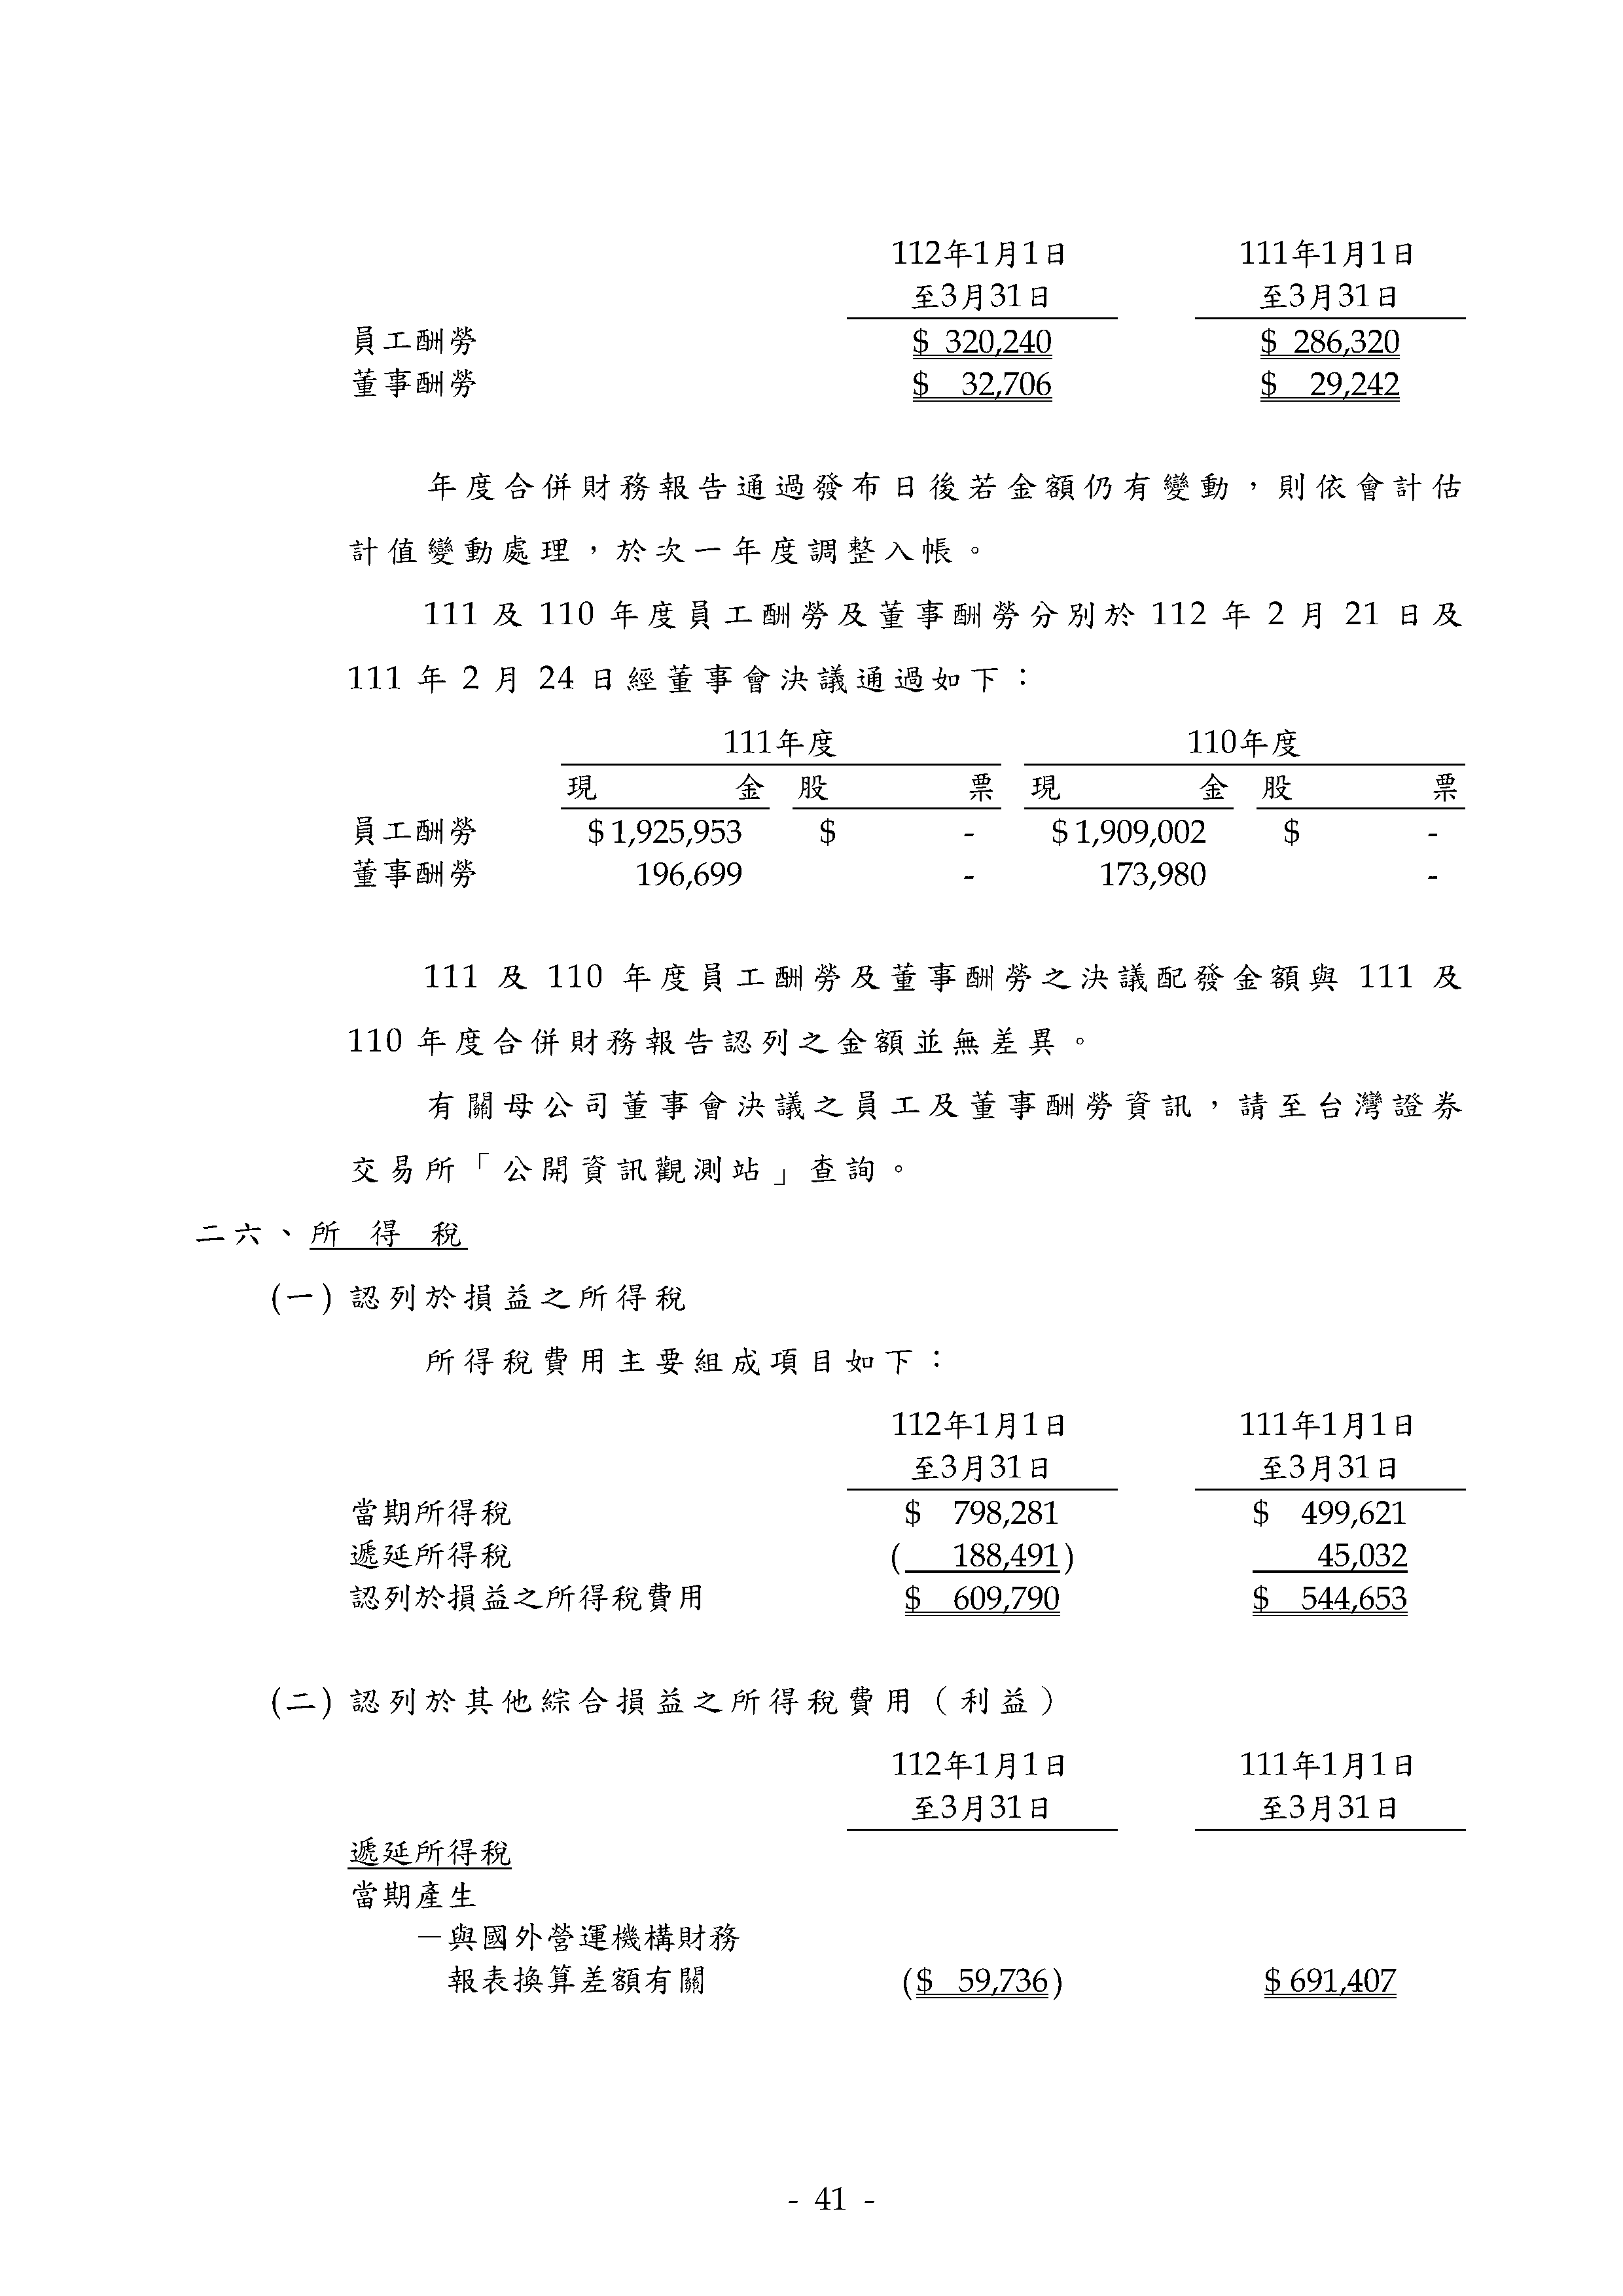 112年1月1日 111年1月1日
至3月31日 至3月31日
員工酬勞 $ 320,240 $ 286,320
董事酬勞 $ 32,706 $ 29,242
年度合併財務報告通過發布日後若金額仍有變動，則依會計估
計值變動處理，於次一年度調整入帳。
111 及 110 年度員工酬勞及董事酬勞分別於 112 年 2 月 21 日及
111 年 2 月 24 日經董事會決議通過如下：
111年度 110年度
現 金 股 票 現 金 股 票
員工酬勞 $ 1,925,953 $ - $ 1,909,002 $ -
董事酬勞 196,699 - 173,980 -
111 及 110 年度員工酬勞及董事酬勞之決議配發金額與 111 及
110 年度合併財務報告認列之金額並無差異。
有關母公司董事會決議之員工及董事酬勞資訊，請至台灣證券
交易所「公開資訊觀測站」查詢。
二六、所 得 稅
(一) 認列於損益之所得稅
所得稅費用主要組成項目如下：
112年1月1日 111年1月1日
至3月31日 至3月31日
當期所得稅 $ 798,281 $ 499,621
遞延所得稅 ( 188,491) 45,032
認列於損益之所得稅費用 $ 609,790 $ 544,653
(二) 認列於其他綜合損益之所得稅費用（利益）
112年1月1日 111年1月1日
至3月31日 至3月31日
遞延所得稅
當期產生
－與國外營運機構財務
報表換算差額有關 ($ 59,736) $ 691,407
- 41 -